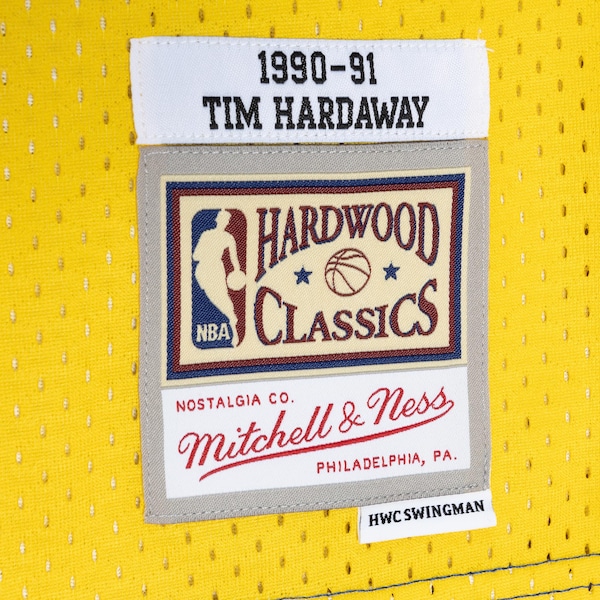 1990-91
TIM HARDAWAY
HARDWOOD
CLASSICS
NBA
NOSTALGIA CO.
Mitchell & Ness
PHILADELPHIA, PA.
HWC SWINGMAN